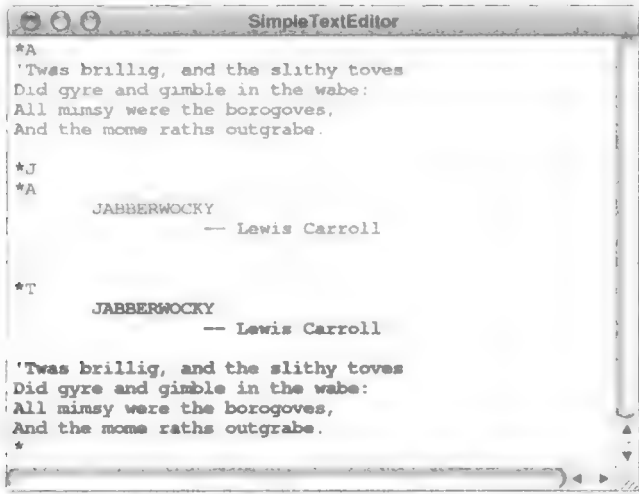 SimpleTextEditor
*A
'Twas brillig, and the slithy toves
Did gyre and gimble in the wabe:
All mimsy were the borogoves,
And the mome raths outgrabe.
*J
*A
JABBERWOCKY
-- Lewis Carroll
*T
JABBERWOCKY
-- Lewis Carroll
'Twas brillig, and the slithy toves
Did gyre and gimble in the wabe:
All mimsy were the borogoves,
And the mome raths outgrabe.
*